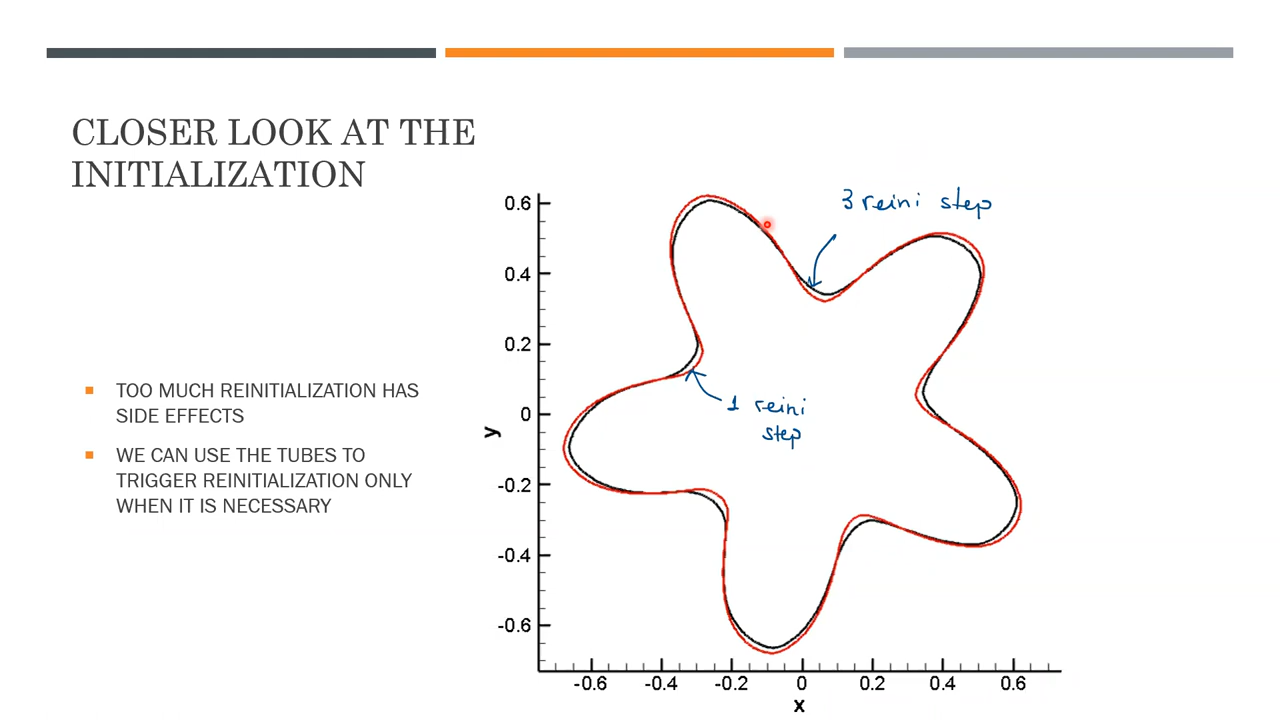 CLOSER LOOK AT THE
INITIALIZATION
TOO MUCH REINITIALIZATION HAS
SIDE EFFECTS
WE CAN USE THE TUBES TO
TRIGGER REINITIALIZATION ONLY
WHEN IT IS NECESSARY
3 reini step
1 reini
step
0.6
0.4
0.2
0
-0.2
-0.4
-0.6
y
-0.6 -0.4 -0.2 0 0.2 0.4 0.6
x